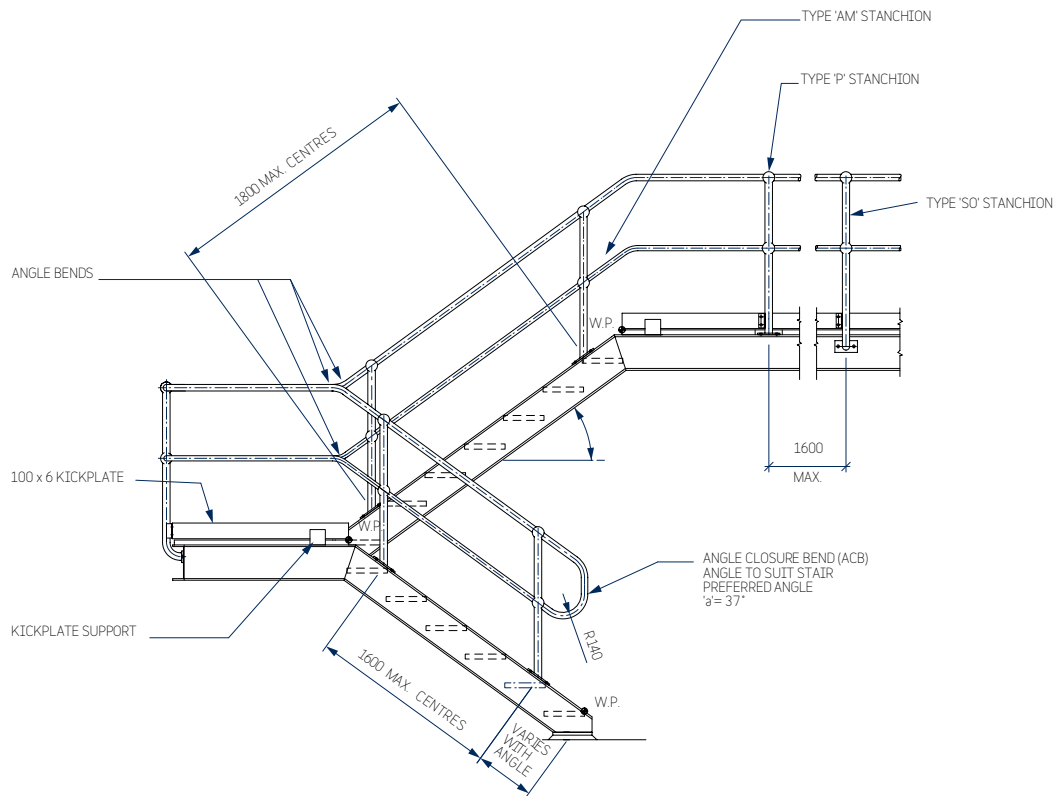 TYPE 'AM' STANCHION
TYPE 'P' STANCHION
1800 MAX. CENTRES
TYPE 'SO' STANCHION
ANGLE BENDS
W.P.
1600
MAX.
100 x 6 KICKPLATE
W.P.
ANGLE CLOSURE BEND (ACB)
ANGLE TO SUIT STAIR
PREFERRED ANGLE
'a'= 37°
KICKPLATE SUPPORT
R140
1600 MAX. CENTRES
W.P.
VARIES
WITH
ANGLE